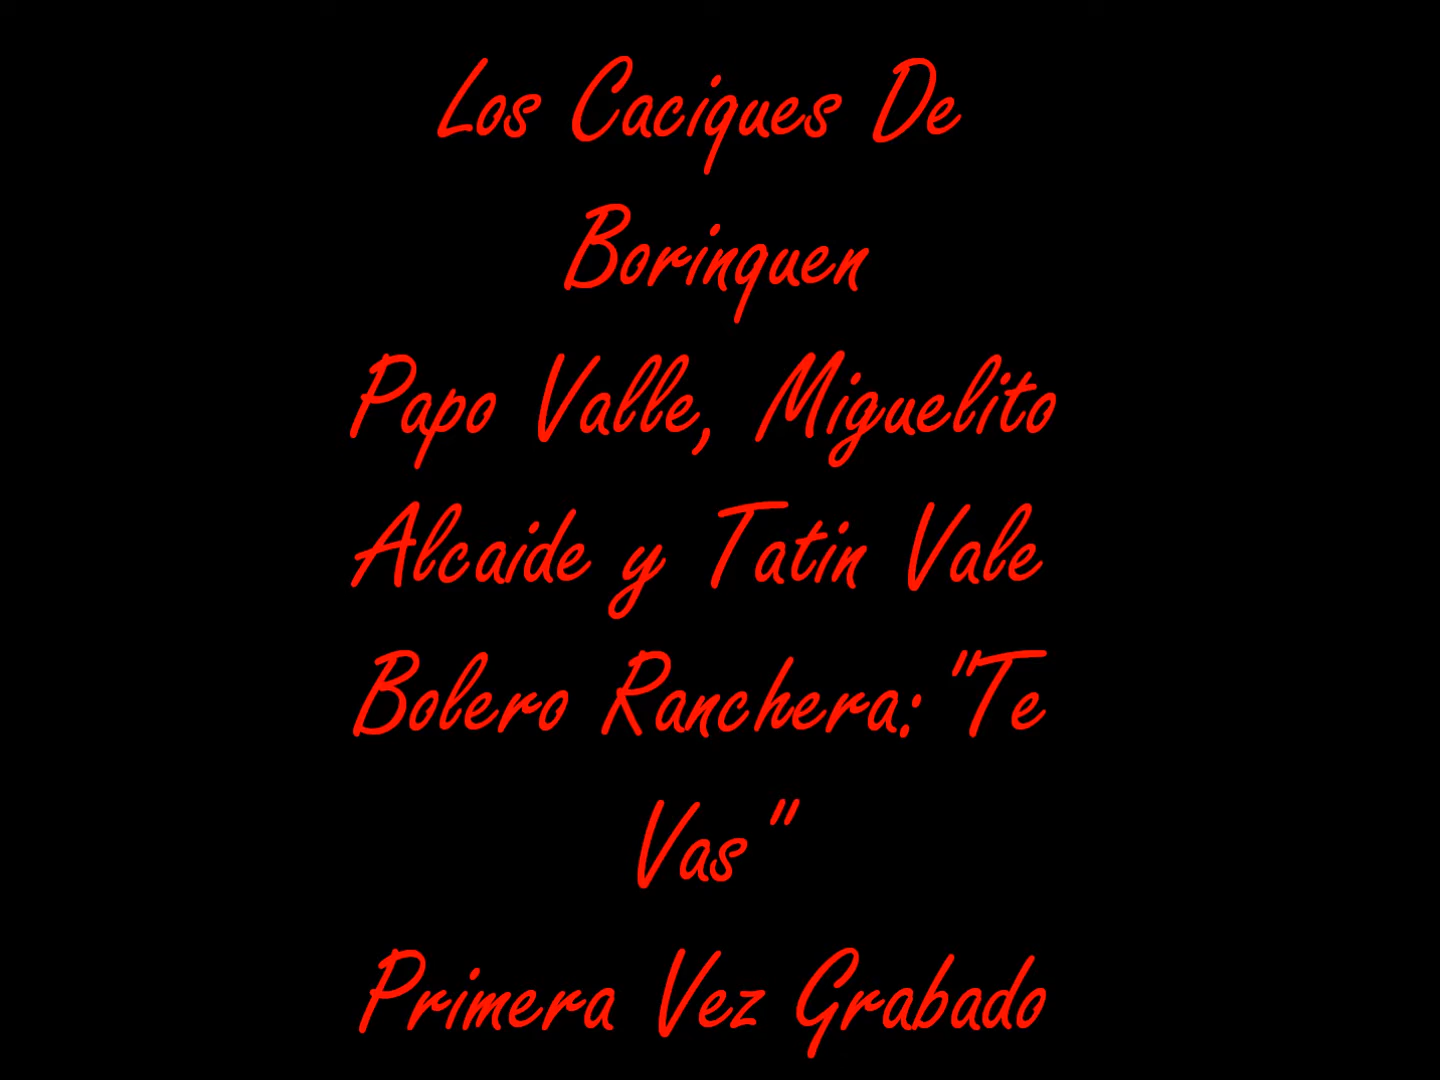 Los Caciques De
Borinquen
Papo Valle, Miguelito
Alcaide y Tatin Vale
Bolero Ranchera: "Te
Vas"
Primera Vez Grabado